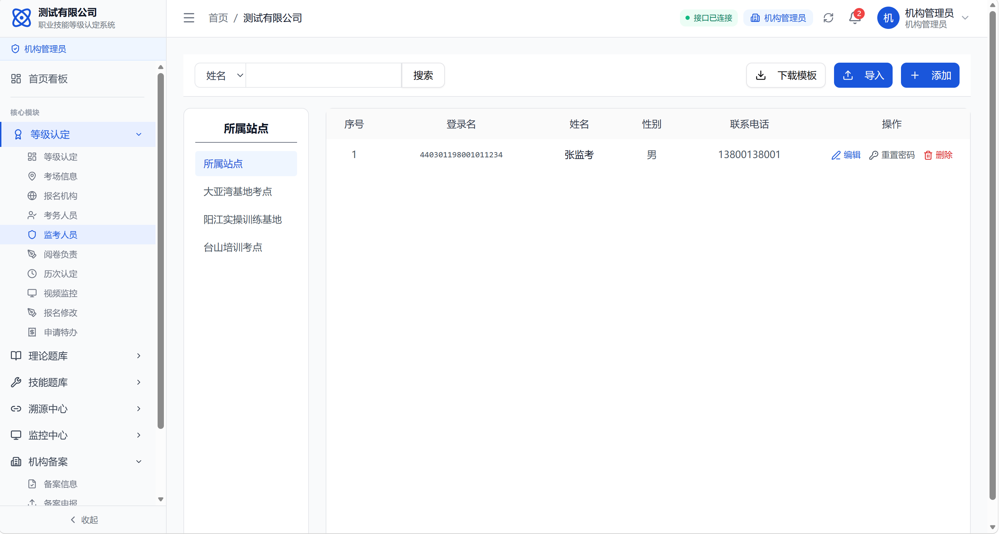 测试有限公司
职业技能等级认定系统
首页 / 测试有限公司
接口已连接
机构管理员
2
机
机构管理员
机构管理员
机构管理员
首页看板
核心模块
等级认定
等级认定
考场信息
报名机构
考务人员
监考人员
阅卷负责
历次认定
视频监控
报名修改
申请特办
理论题库
技能题库
溯源中心
监控中心
机构备案
备案信息
备案申报
收起
姓名
搜索
下载模板
导入
添加
所属站点
所属站点
大亚湾基地考点
阳江实操训练基地
台山培训考点
序号 登录名 姓名 性别 联系电话 操作
1 440301198001011234 张监考 男 13800138001 编辑 重置密码 删除